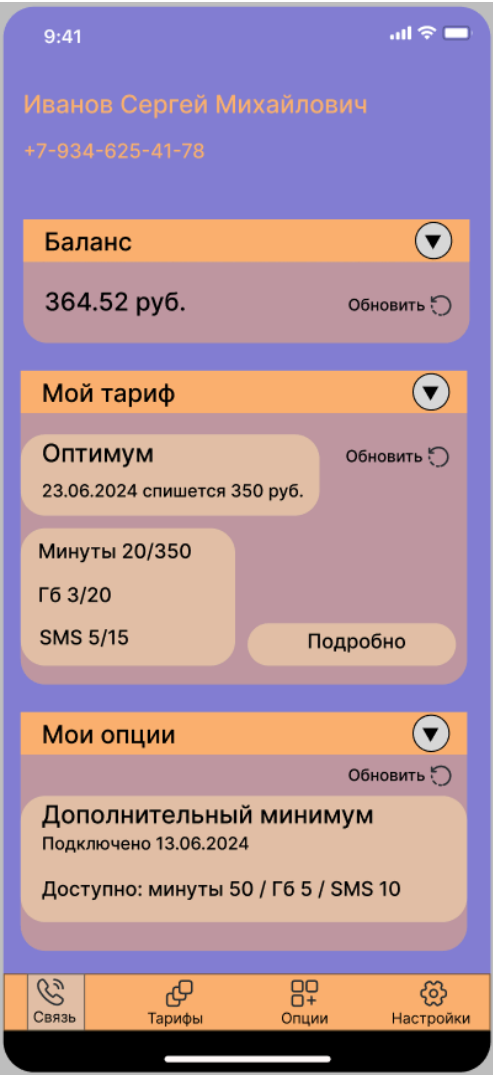 9:41
Иванов Сергей Михайлович
+7-934-625-41-78
Баланс
364.52 руб.
Обновить
Мой тариф
Оптимум
Обновить
23.06.2024 спишется 350 руб.
Минуты 20/350
Гб 3/20
SMS 5/15
Подробно
Мои опции
Обновить
Дополнительный минимум
Подключено 13.06.2024
Доступно: минуты 50 / Гб 5 / SMS 10
Связь Тарифы Опции Настройки